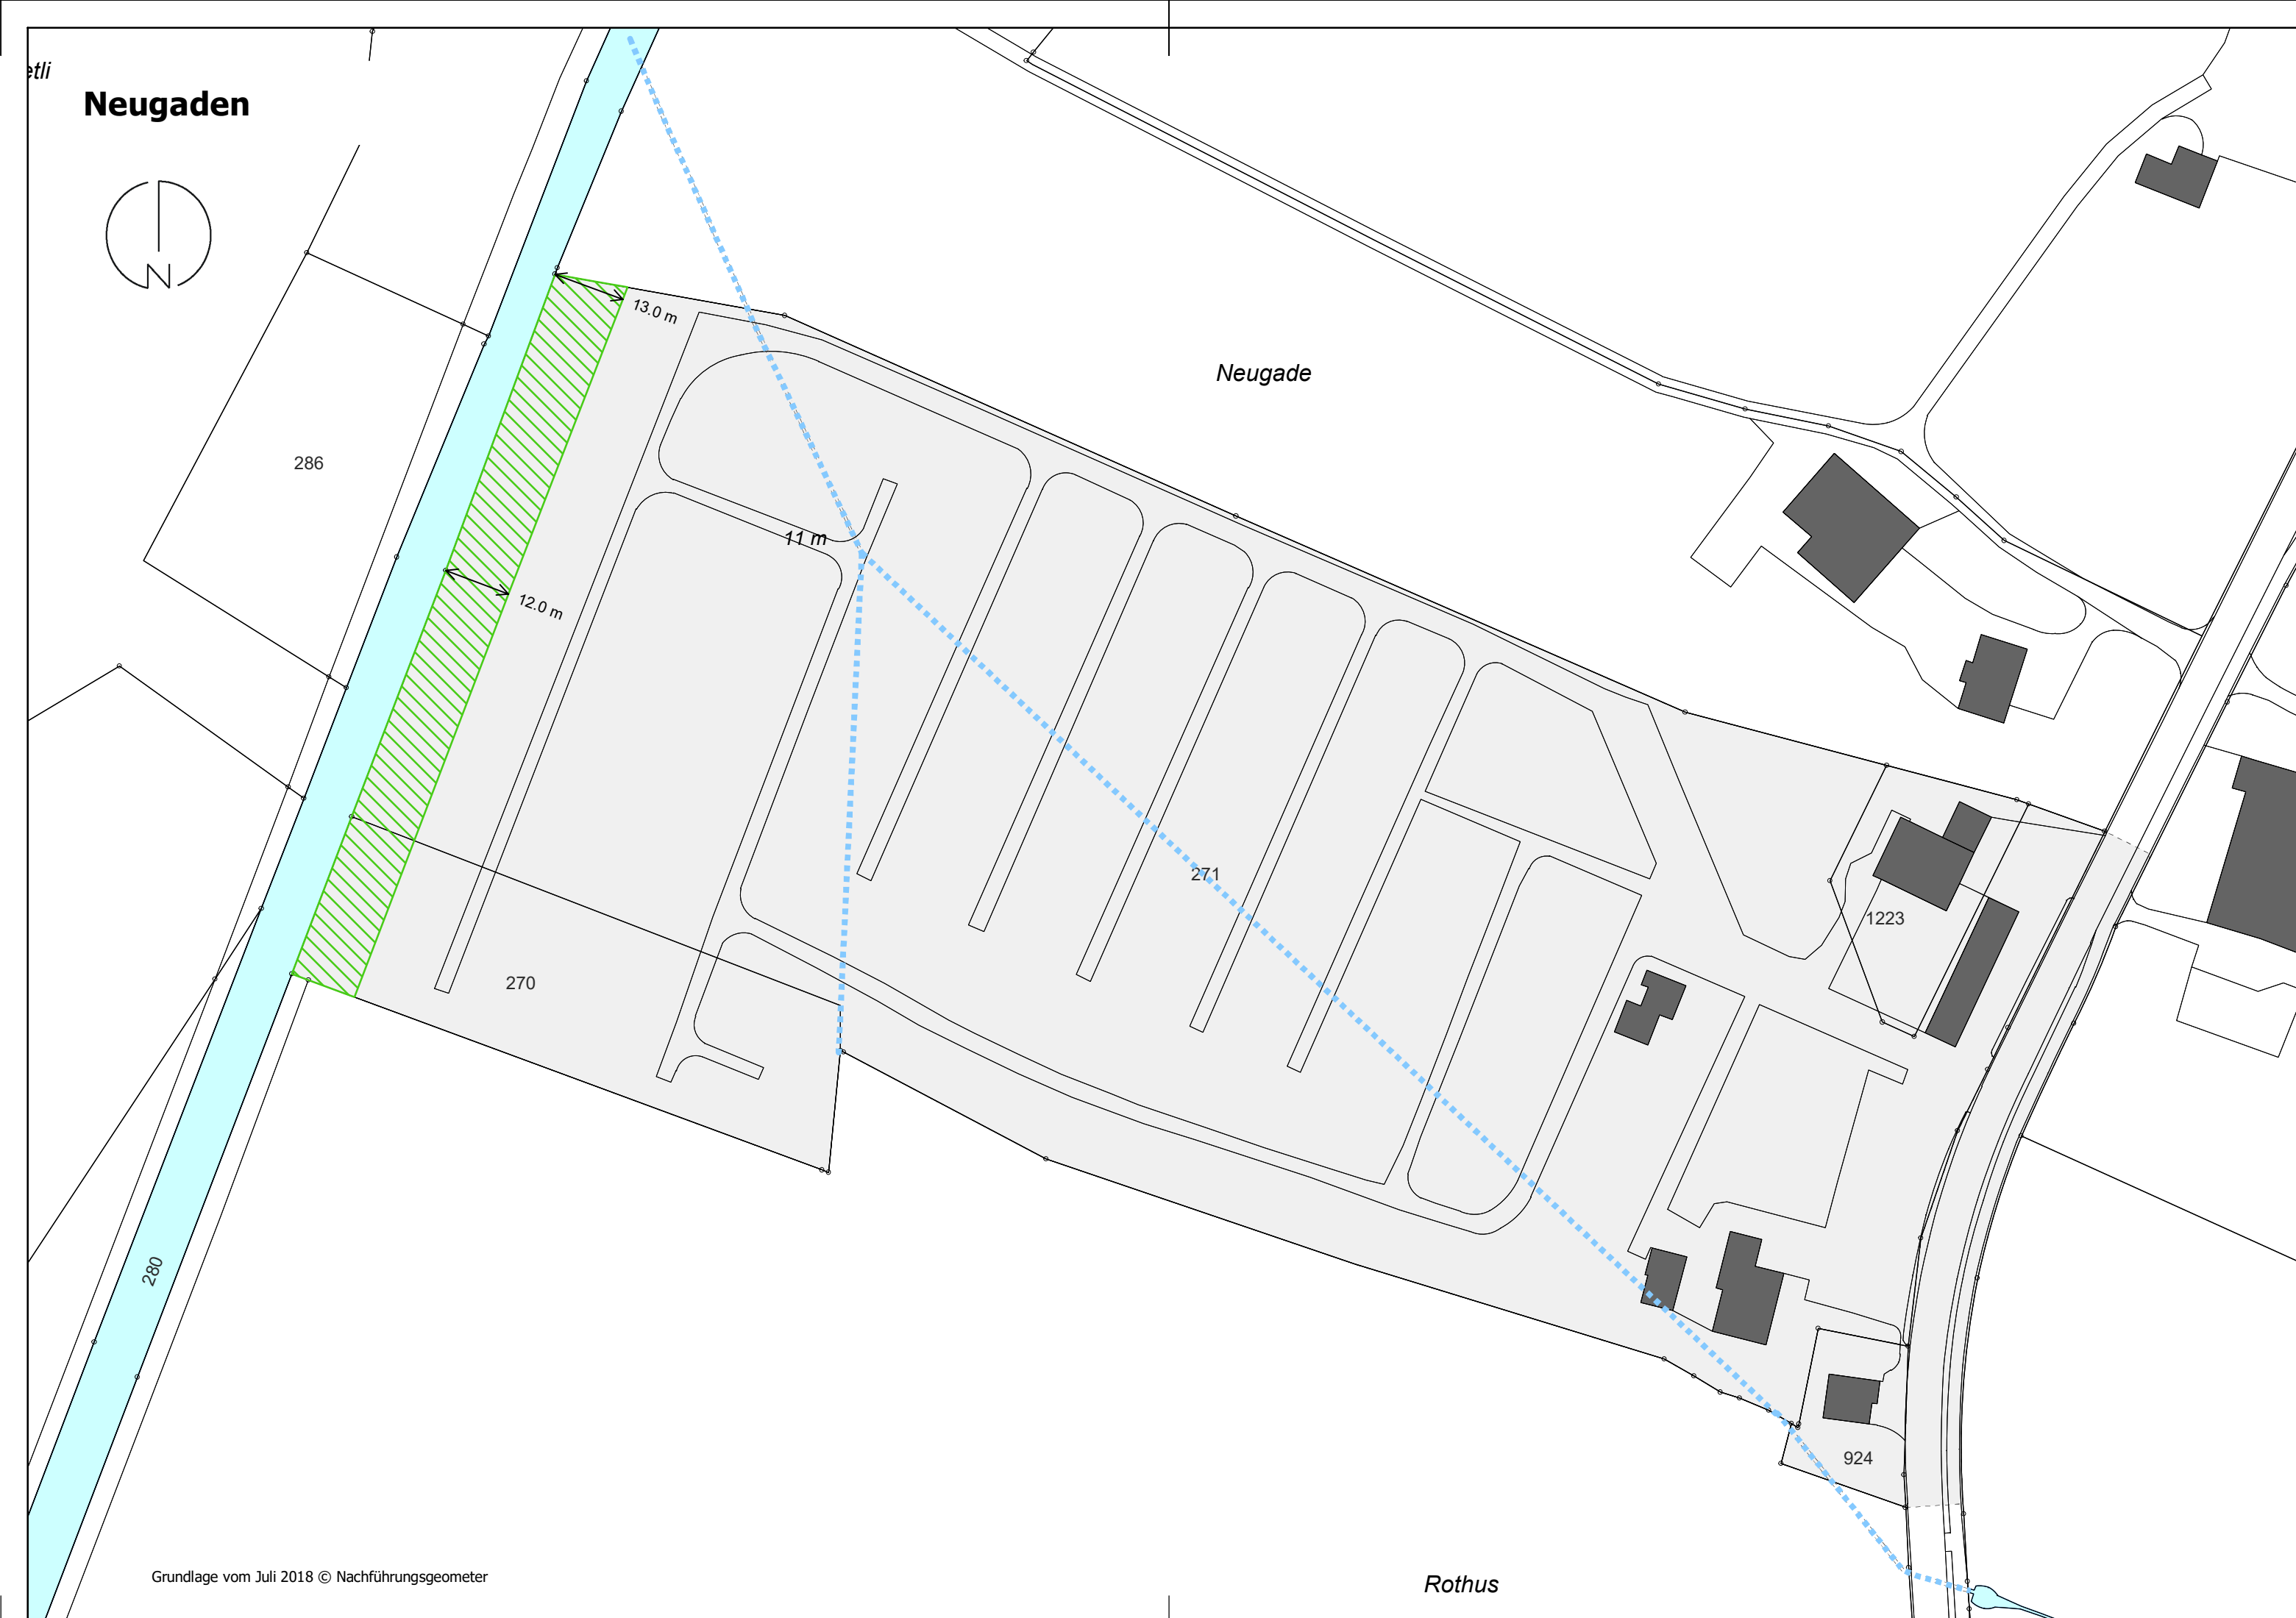 etli
Neugaden
N
13.0 m
Neugade
286
11 m
12.0 m
271
1223
270
280
924
Grundlage vom Juli 2018 © Nachführungsgeometer
Rothus